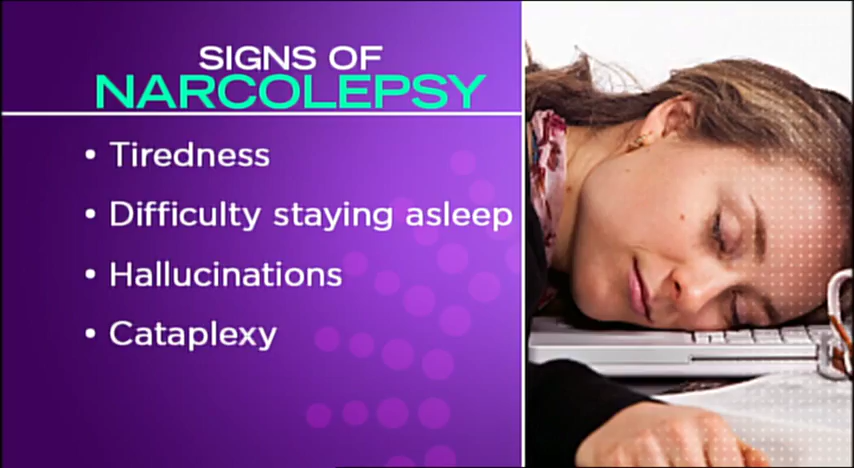 SIGNS OF
NARCOLEPSY
• Tiredness
• Difficulty staying asleep
• Hallucinations
• Cataplexy